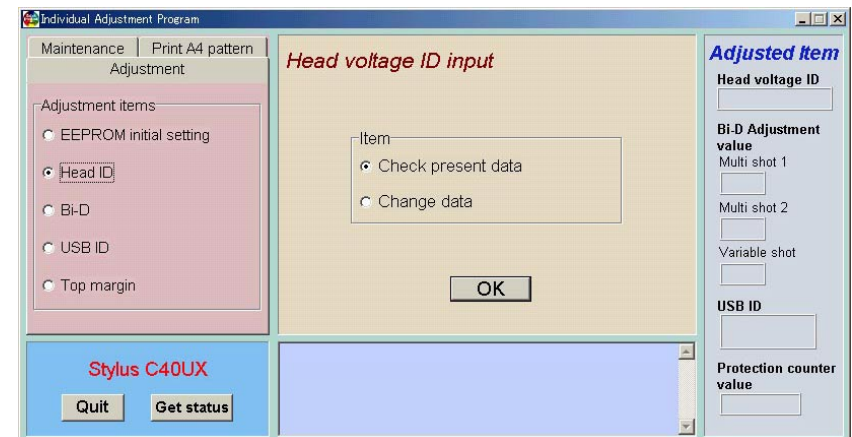 Individual Adjustment Program
Maintenance
Print A4 pattern
Adjustment
Adjustment items
EEPROM initial setting
Head ID
Bi-D
USB ID
Top margin
Head voltage ID input
Item
Check present data
Change data
OK
Stylus C40UX
Quit
Get status
Adjusted Item
Head voltage ID
Bi-D Adjustment
value
Multi shot 1
Multi shot 2
Variable shot
USB ID
Protection counter
value